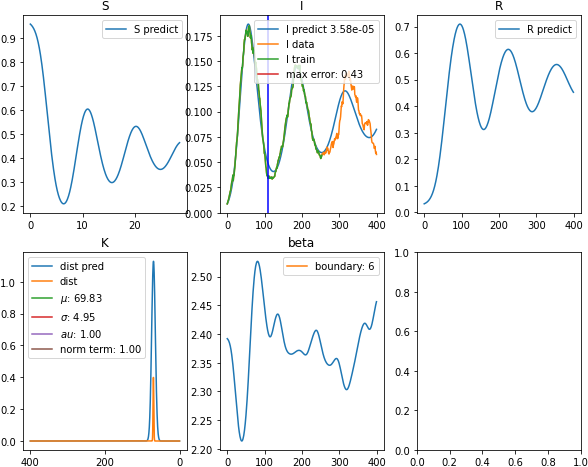 S
I
R
S predict
I predict 3.58e-05
I data
I train
max error: 0.43
R predict
0.9
0.8
0.7
0.6
0.5
0.4
0.3
0.2
0 10 20
0.175
0.150
0.125
0.100
0.075
0.050
0.025
0.000
0 100 200 300 400
0.7
0.6
0.5
0.4
0.3
0.2
0.1
0.0
0 100 200 300 400
K
beta
dist pred
dist
μ: 69.83
σ: 4.95
au: 1.00
norm term: 1.00
boundary: 6
1.0
0.8
0.6
0.4
0.2
0.0
400 200 0
2.50
2.45
2.40
2.35
2.30
2.25
2.20
0 100 200 300 400
1.0
0.8
0.6
0.4
0.2
0.0
0.0 0.2 0.4 0.6 0.8 1.0